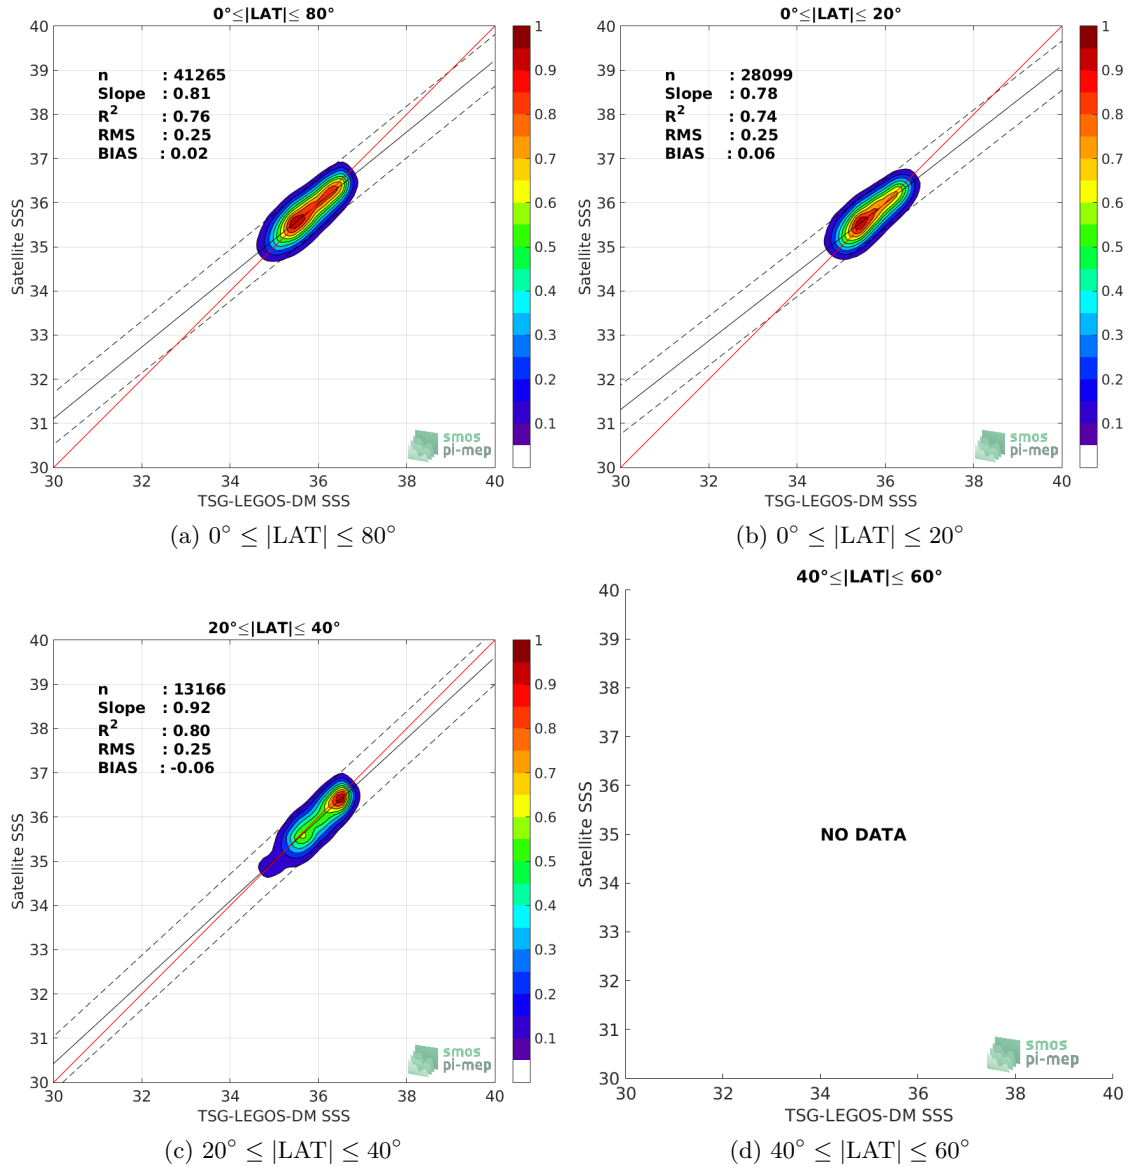 0°≤|LAT|≤ 80°
40
39
38
37
36
35
34
33
32
31
30
n : 41265
Slope : 0.81
R2 : 0.76
RMS : 0.25
BIAS : 0.02
Satellite SSS
smos
pi-mep
30 32 34 36 38 40
TSG-LEGOS-DM SSS
1
0.9
0.8
0.7
0.6
0.5
0.4
0.3
0.2
0.1
(a) 0° ≤ |LAT| ≤ 80°
0°≤|LAT|≤ 20°
40
39
38
37
36
35
34
33
32
31
30
n : 28099
Slope : 0.78
R2 : 0.74
RMS : 0.25
BIAS : 0.06
Satellite SSS
smos
pi-mep
30 32 34 36 38 40
TSG-LEGOS-DM SSS
1
0.9
0.8
0.7
0.6
0.5
0.4
0.3
0.2
0.1
(b) 0° ≤ |LAT| ≤ 20°
20°≤|LAT|≤ 40°
40
39
38
37
36
35
34
33
32
31
30
n : 13166
Slope : 0.92
R2 : 0.80
RMS : 0.25
BIAS : -0.06
Satellite SSS
smos
pi-mep
30 32 34 36 38 40
TSG-LEGOS-DM SSS
1
0.9
0.8
0.7
0.6
0.5
0.4
0.3
0.2
0.1
(c) 20° ≤ |LAT| ≤ 40°
40°≤|LAT|≤ 60°
40
39
38
37
36
35
34
33
32
31
30
NO DATA
Satellite SSS
smos
pi-mep
30 32 34 36 38 40
TSG-LEGOS-DM SSS
(d) 40° ≤ |LAT| ≤ 60°